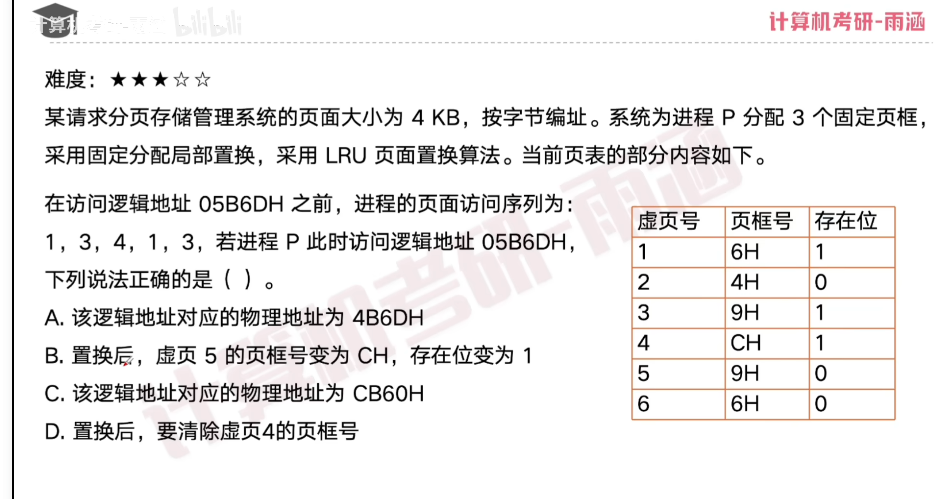 bilibili
计算机考研-雨涵
难度：★★★☆☆
某请求分页存储管理系统的页面大小为 4 KB，按字节编址。系统为进程 P 分配 3 个固定页框，
采用固定分配局部置换，采用 LRU 页面置换算法。当前页表的部分内容如下。
在访问逻辑地址 05B6DH 之前，进程的页面访问序列为：
1，3，4，1，3，若进程 P 此时访问逻辑地址 05B6DH，
下列说法正确的是（ ）。
A. 该逻辑地址对应的物理地址为 4B6DH
B. 置换后，虚页 5 的页框号变为 CH，存在位变为 1
C. 该逻辑地址对应的物理地址为 CB60H
D. 置换后，要清除虚页4的页框号
虚页号 页框号 存在位
1 6H 1
2 4H 0
3 9H 1
4 CH 1
5 9H 0
6 6H 0
计算机考研-雨涵